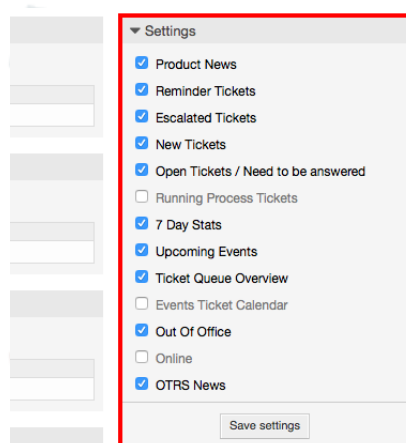 Settings
Product News
Reminder Tickets
Escalated Tickets
New Tickets
Open Tickets / Need to be answered
Running Process Tickets
7 Day Stats
Upcoming Events
Ticket Queue Overview
Events Ticket Calendar
Out Of Office
Online
OTRS News
Save settings